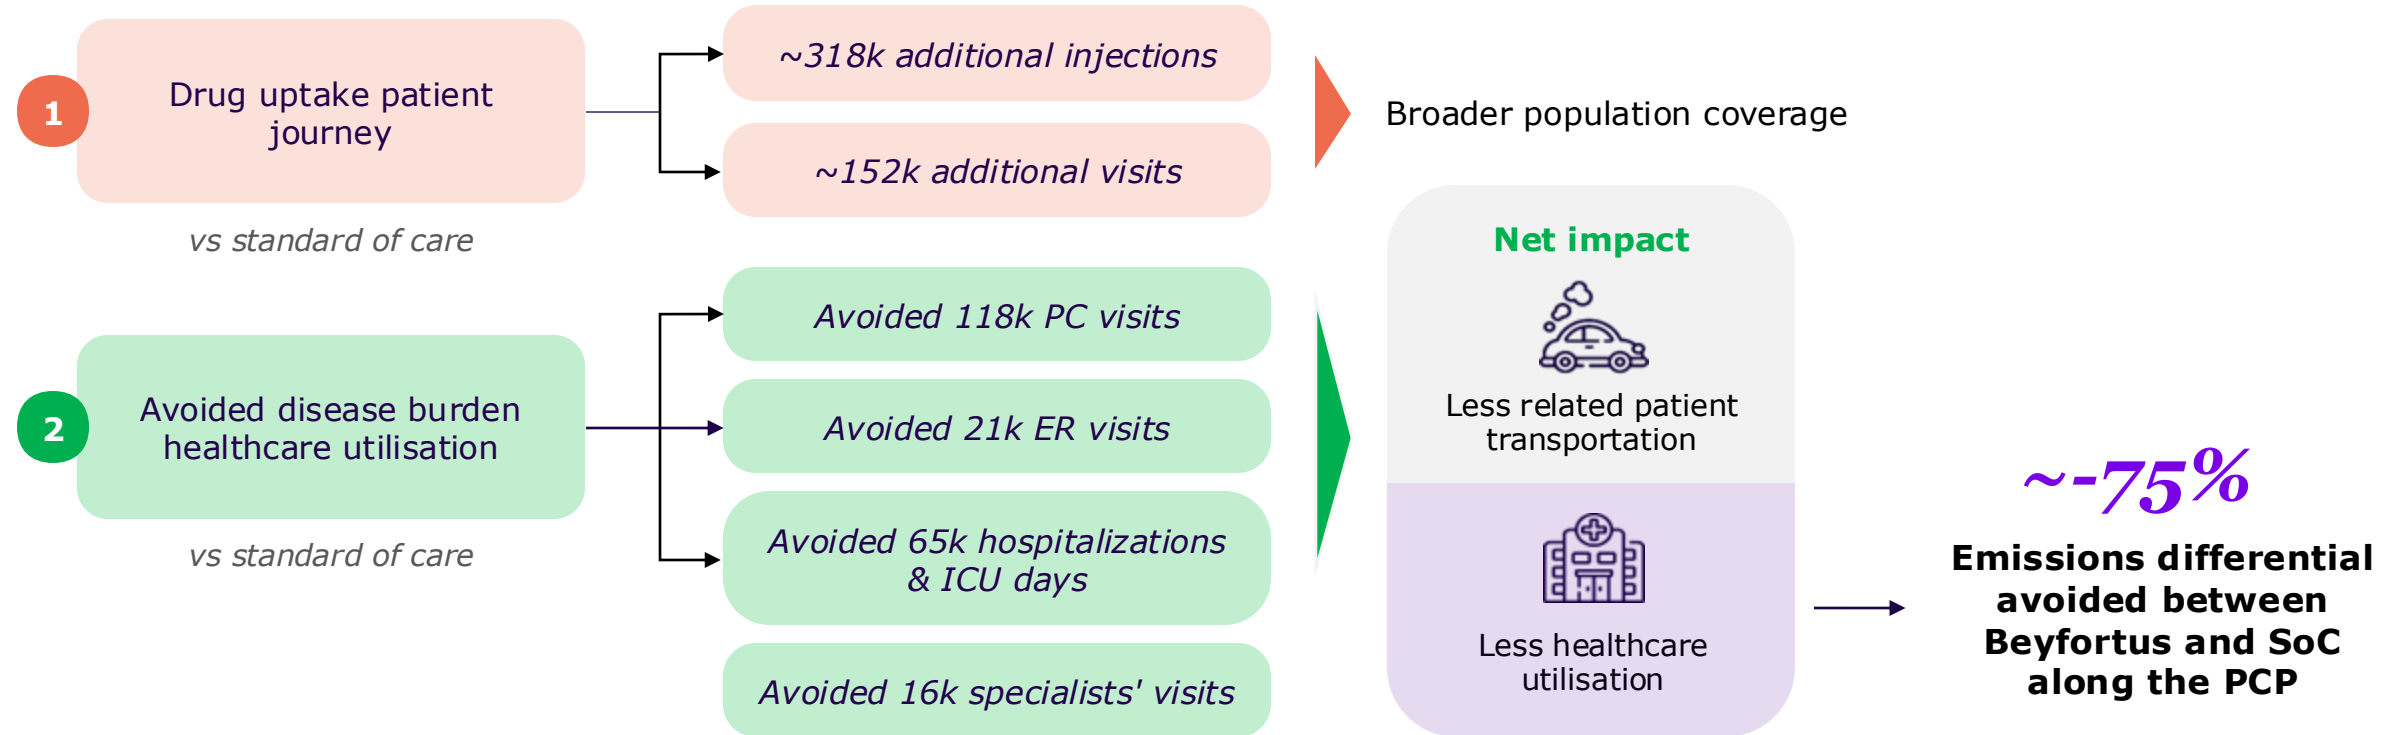 1
Drug uptake patient
journey
vs standard of care
~318k additional injections
~152k additional visits
Broader population coverage
2
Avoided disease burden
healthcare utilisation
vs standard of care
Avoided 118k PC visits
Avoided 21k ER visits
Avoided 65k hospitalizations
& ICU days
Avoided 16k specialists' visits
Net impact
Less related patient
transportation
Less healthcare
utilisation
~-75%
Emissions differential
avoided between
Beyfortus and SoC
along the PCP